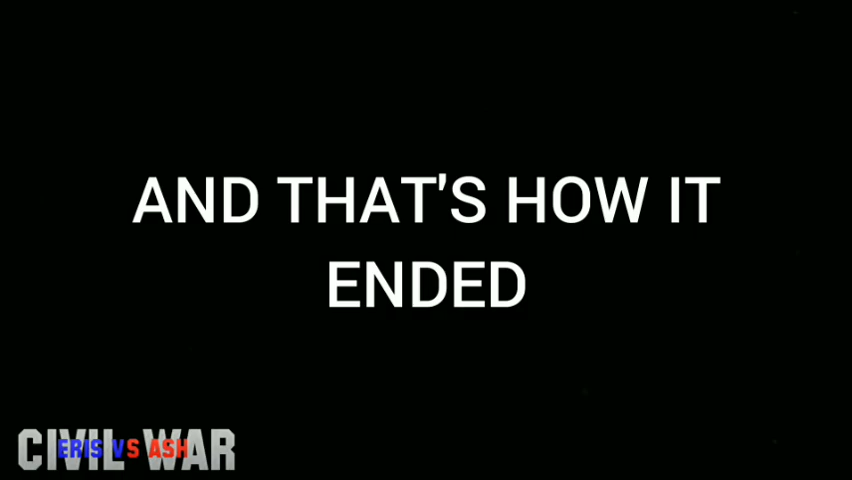 AND THAT'S HOW IT
ENDED
CIVIL WAR
ERIS VS ASH